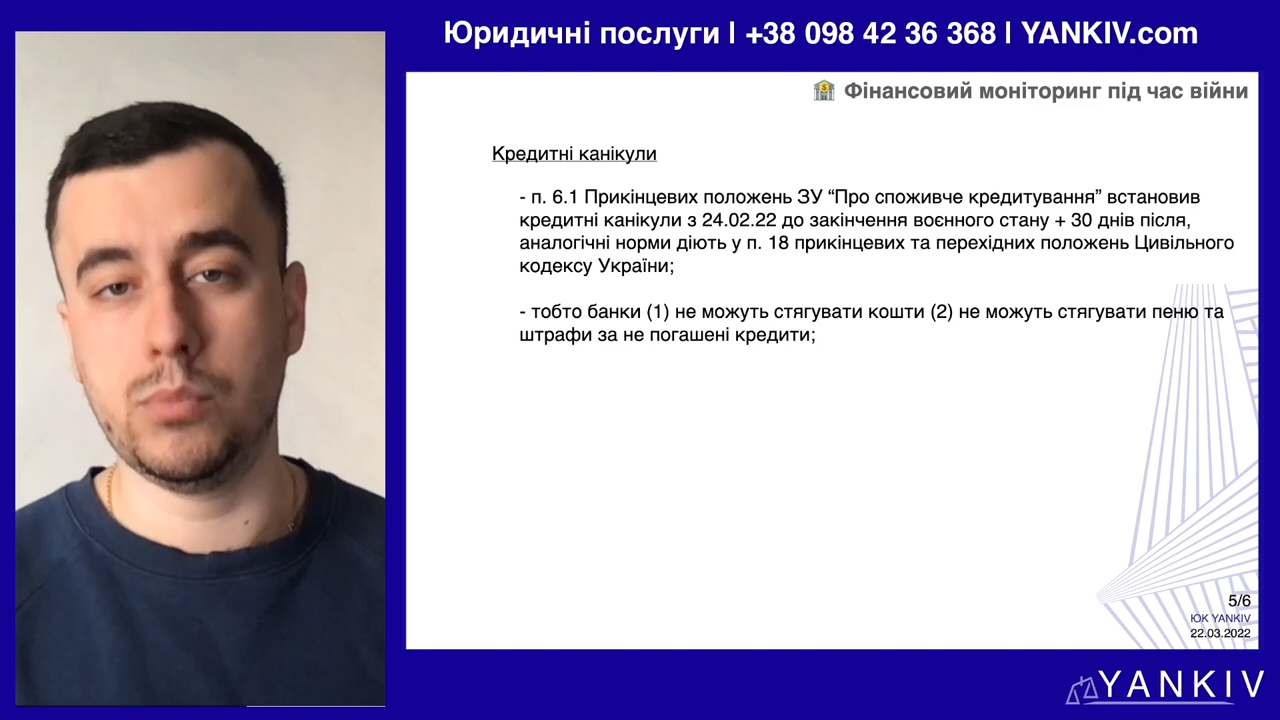 Юридичні послуги | +38 098 42 36 368 | YANKIV.com
Фінансовий моніторинг під час війни
Кредитні канікули
- п. 6.1 Прикінцевих положень ЗУ “Про споживче кредитування” встановив
кредитні канікули з 24.02.22 до закінчення воєнного стану + 30 днів після,
аналогічні норми діють у п. 18 прикінцевих та перехідних положень Цивільного
кодексу України;
- тобто банки (1) не можуть стягувати кошти (2) не можуть стягувати пеню та
штрафи за не погашені кредити;
5/6
ЮК YANKIV
22.03.2022
YANKIV